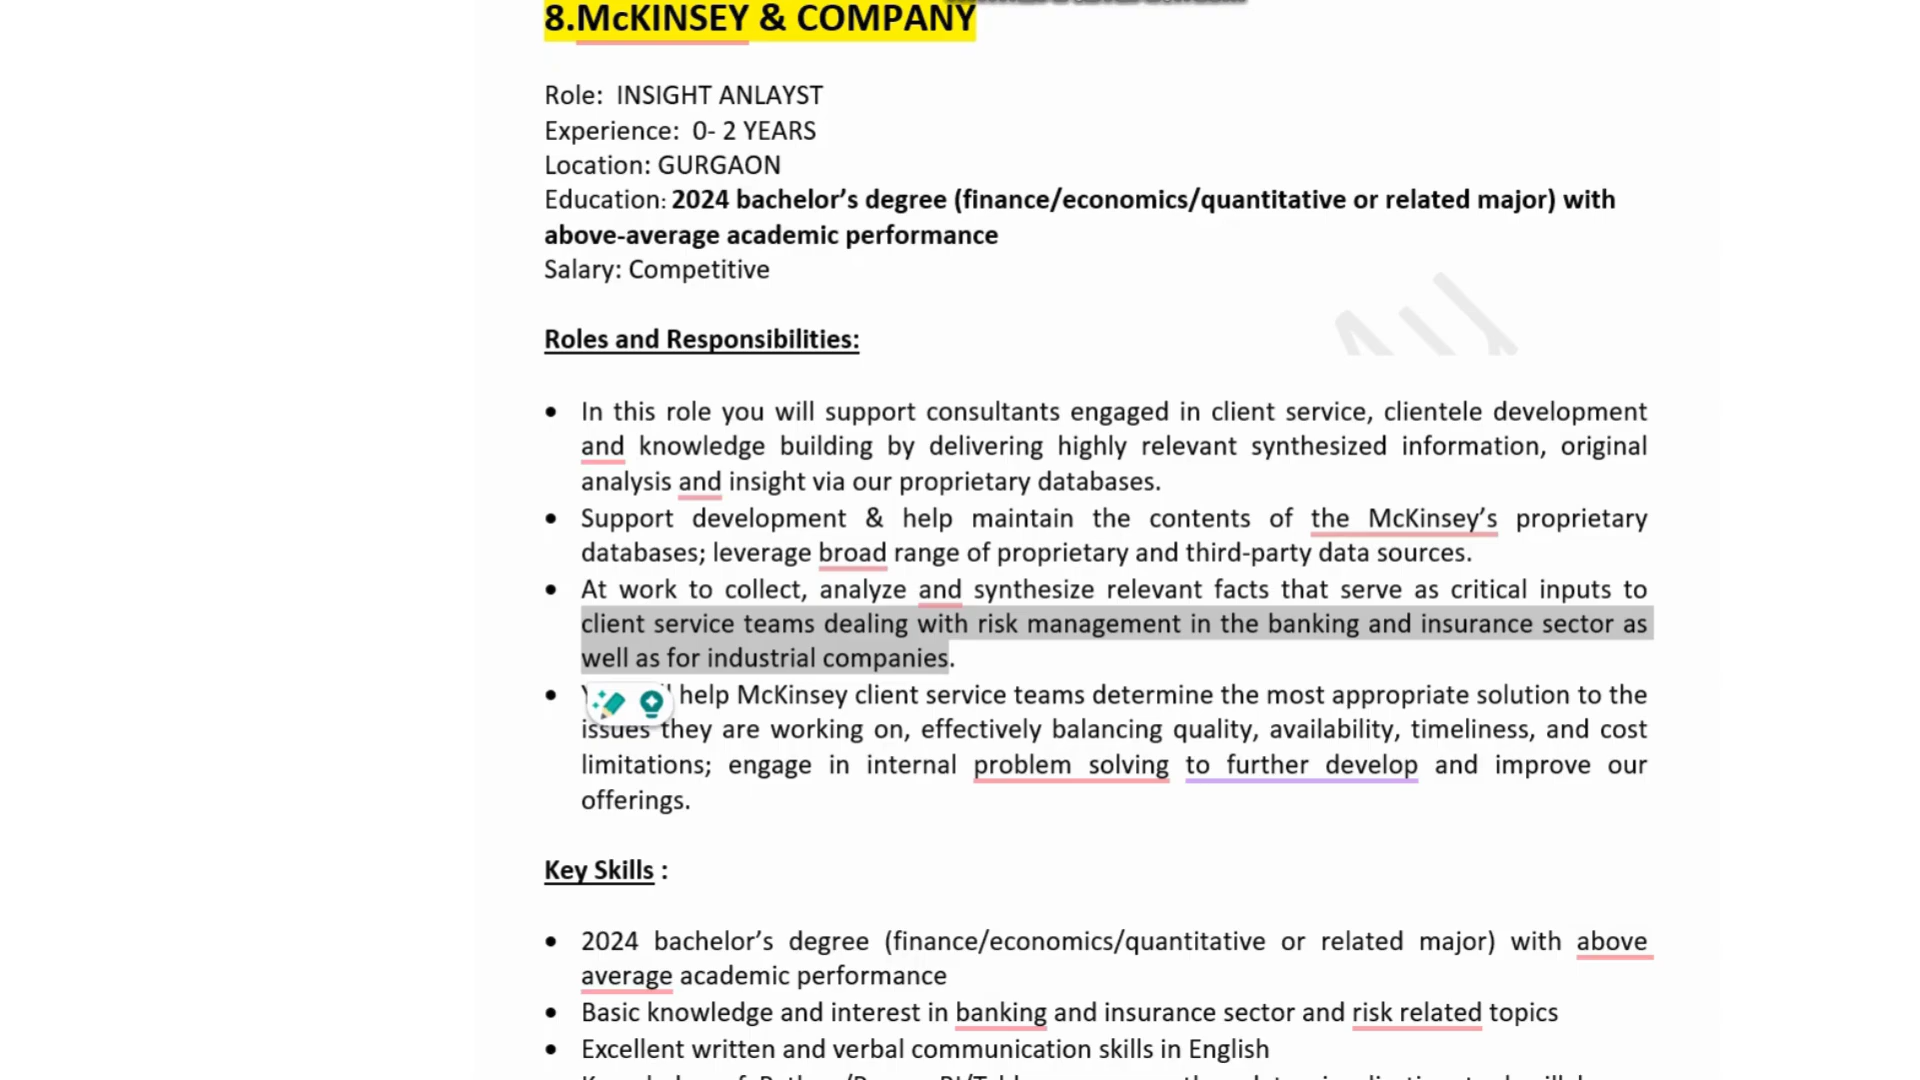 8.McKINSEY & COMPANY
Role: INSIGHT ANLAYST
Experience: 0- 2 YEARS
Location: GURGAON
Education: 2024 bachelor’s degree (finance/economics/quantitative or related major) with
above-average academic performance
Salary: Competitive
Roles and Responsibilities:
• In this role you will support consultants engaged in client service, clientele development
and knowledge building by delivering highly relevant synthesized information, original
analysis and insight via our proprietary databases.
• Support development & help maintain the contents of the McKinsey’s proprietary
databases; leverage broad range of proprietary and third-party data sources.
• At work to collect, analyze and synthesize relevant facts that serve as critical inputs to
client service teams dealing with risk management in the banking and insurance sector as
well as for industrial companies.
• help McKinsey client service teams determine the most appropriate solution to the
issues they are working on, effectively balancing quality, availability, timeliness, and cost
limitations; engage in internal problem solving to further develop and improve our
offerings.
Key Skills :
• 2024 bachelor’s degree (finance/economics/quantitative or related major) with above
average academic performance
• Basic knowledge and interest in banking and insurance sector and risk related topics
• Excellent written and verbal communication skills in English